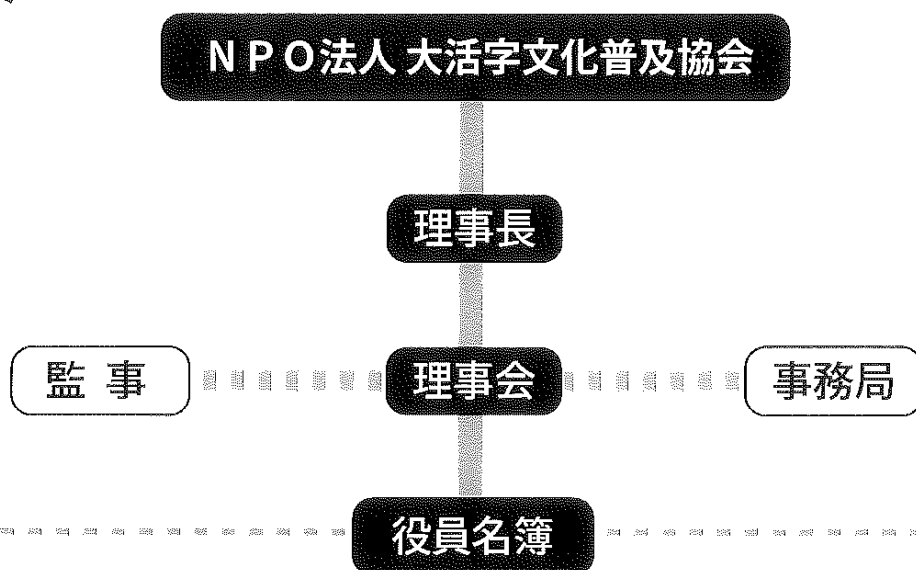 NPO法人 大活字文化普及協会
理事長
監 事
理事会
事務局
役員名簿